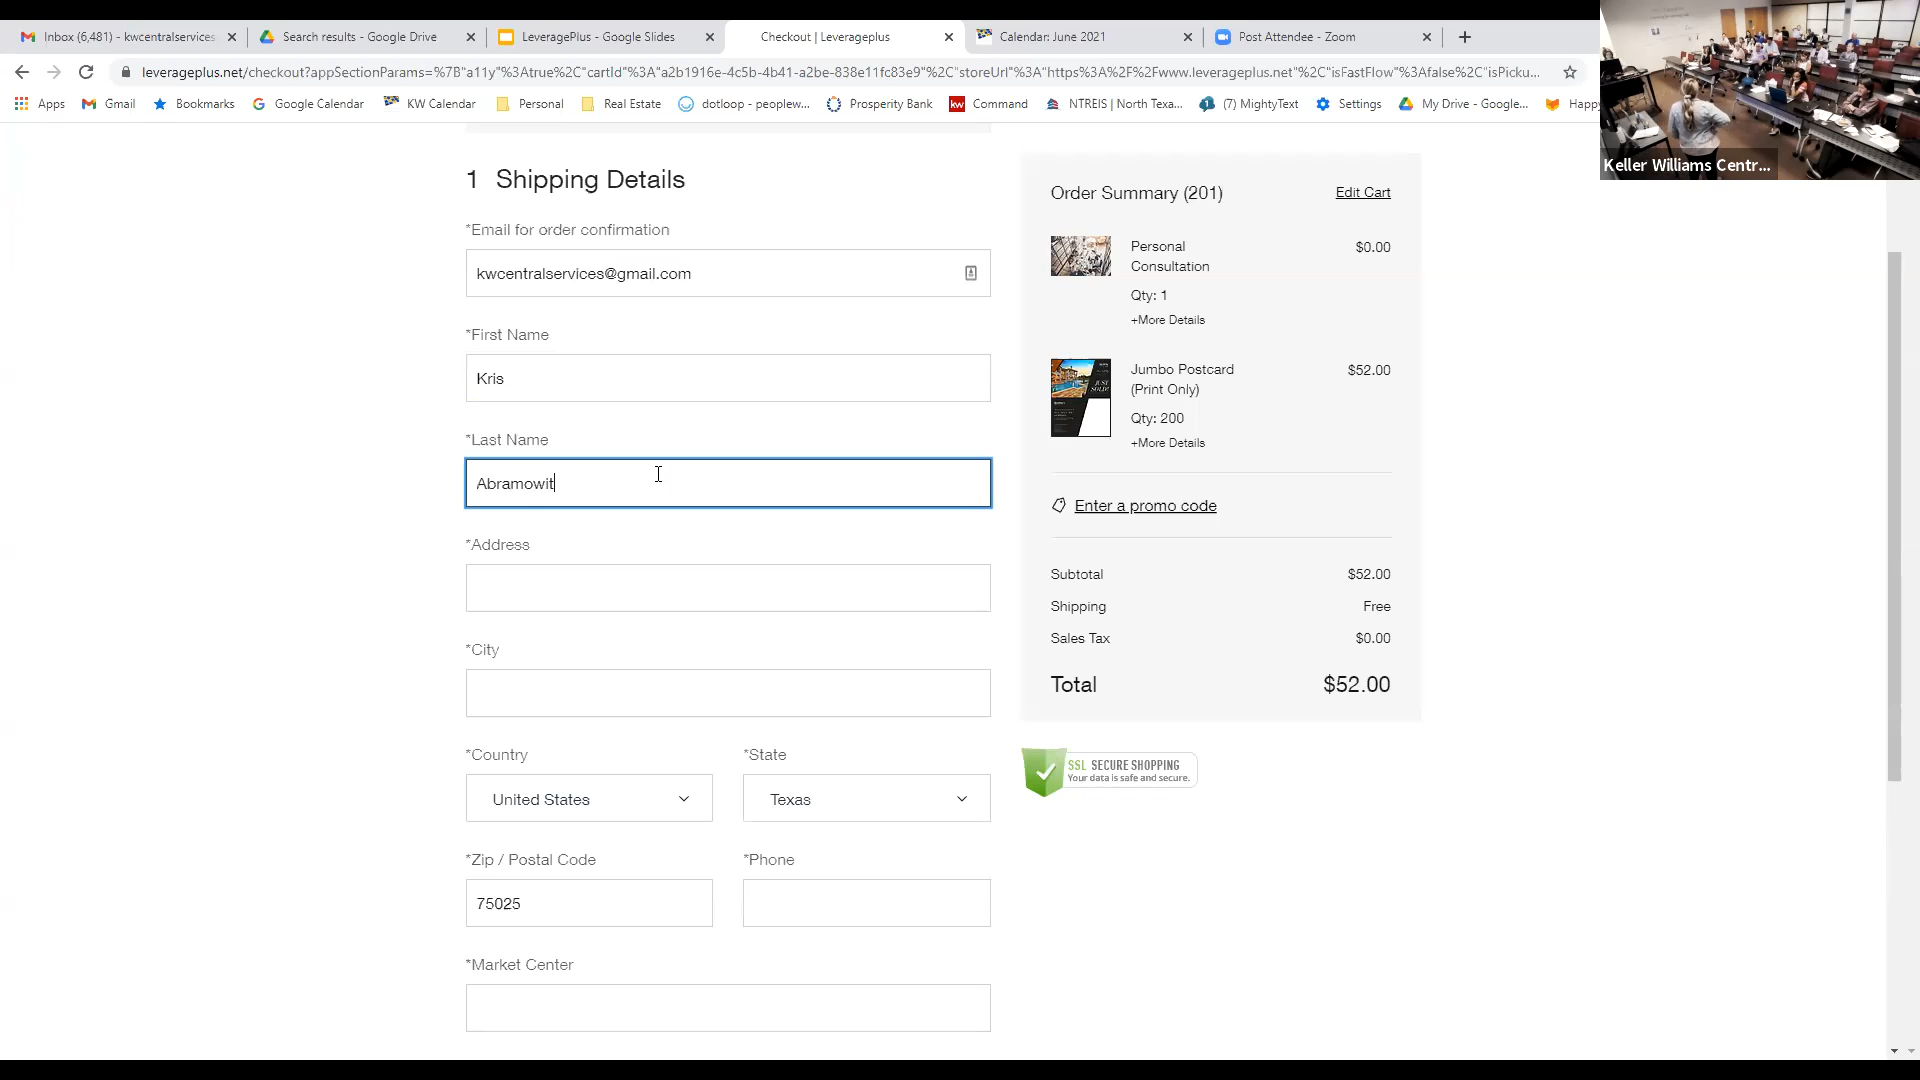 Inbox (6,481) - kwcentralservices
Search results - Google Drive
LeveragePlus - Google Slides
Checkout | Leverageplus
Calendar: June 2021
Post Attendee - Zoom
leverageplus.net/checkout?appSectionParams=%7B"a11y"%3Atrue%2C"cartId"%3A"a2b1916e-4c5b-4b41-a2be-838e11fc83e9"%2C"storeUrl"%3A"https%3A%2F%2Fwww.leverageplus.net"%2C"isFastFlow"%3Afalse%2C"isPicku...
Apps
Gmail
Bookmarks
Google Calendar
KW Calendar
Personal
Real Estate
dotloop - peoplew...
Prosperity Bank
kw Command
NTREIS | North Texa...
(7) MightyText
Settings
My Drive - Google...
Happy
Keller Williams Centr...
1 Shipping Details
*Email for order confirmation
kwcentralservices@gmail.com
*First Name
Kris
*Last Name
Abramowit
*Address
*City
*Country
*State
United States
Texas
*Zip / Postal Code
*Phone
75025
*Market Center
Order Summary (201)
Edit Cart
Personal
Consultation
$0.00
Qty: 1
+More Details
JUST
SOLD!
Jumbo Postcard
(Print Only)
$52.00
Qty: 200
+More Details
Enter a promo code
Subtotal
$52.00
Shipping
Free
Sales Tax
$0.00
Total
$52.00
SSL SECURE SHOPPING
Your data is safe and secure.